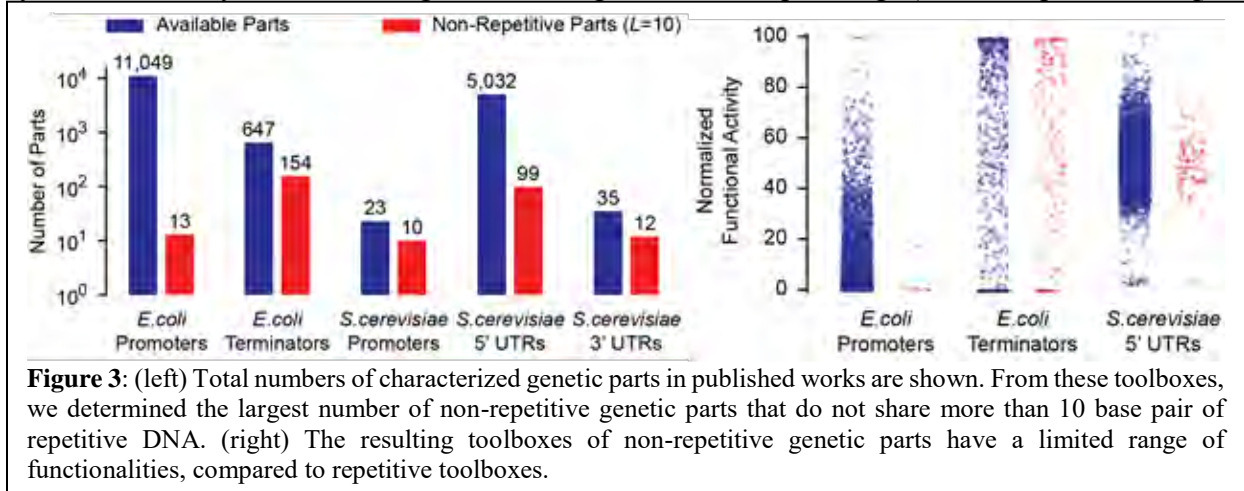 Available Parts
Non-Repetitive Parts (L=10)
Number of Parts
10⁴
10³
10²
10¹
10⁰
11,049
13
647
154
23
10
5,032
99
35
12
E.coli Promoters
E.coli Terminators
S.cerevisiae Promoters
S.cerevisiae 5' UTRs
S.cerevisiae 3' UTRs
Normalized
Functional Activity
100
80
60
40
20
0
E.coli Promoters
E.coli Terminators
S.cerevisiae 5' UTRs
Figure 3: (left) Total numbers of characterized genetic parts in published works are shown. From these toolboxes,
we determined the largest number of non-repetitive genetic parts that do not share more than 10 base pair of
repetitive DNA. (right) The resulting toolboxes of non-repetitive genetic parts have a limited range of
functionalities, compared to repetitive toolboxes.